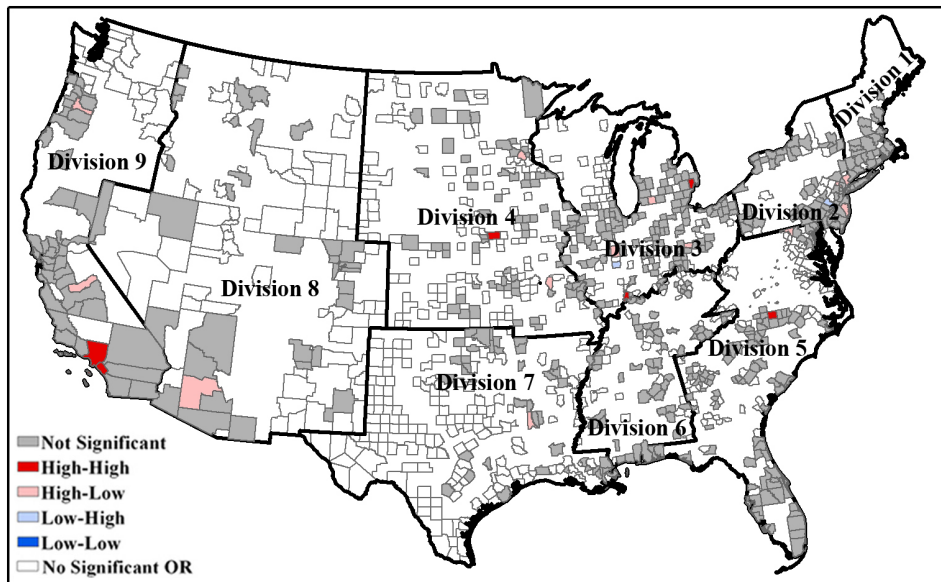 Division 1
Division 9
Division 4
Division 2
Division 3
Division 8
Division 5
Division 7
Division 6
Not Significant
High-High
High-Low
Low-High
Low-Low
No Significant OR